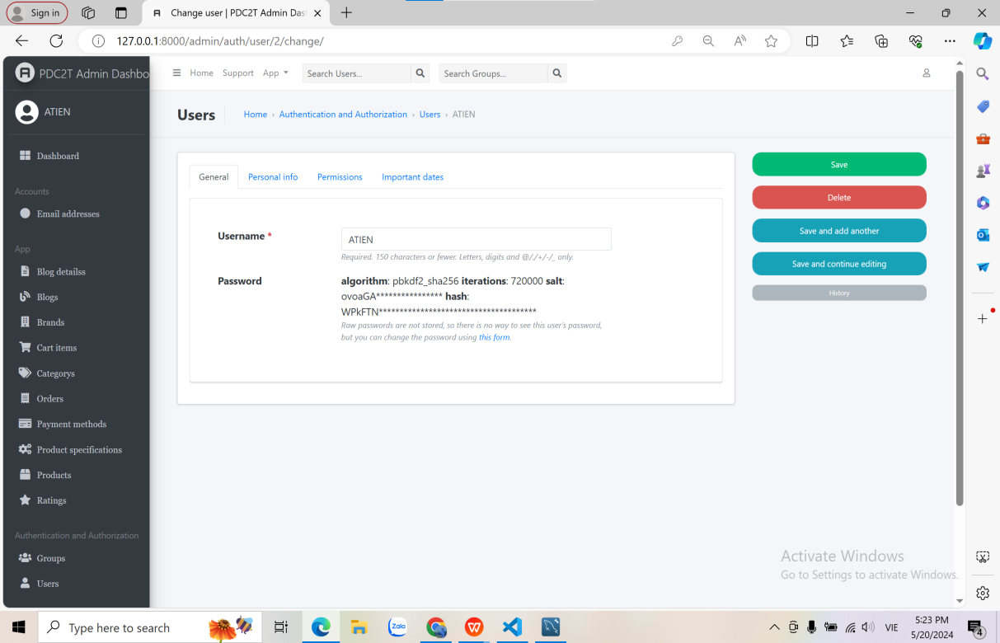 Sign in
Change user | PDC2T Admin Das
127.0.0.1:8000/admin/auth/user/2/change/
PDC2T Admin Dashbo
Home Support App Search Users... Search Groups...
ATIEN
Users Home › Authentication and Authorization › Users › ATIEN
Dashboard
Accounts
Email addresses
App
Blog detailss
Blogs
Brands
Cart items
Categorys
Orders
Payment methods
Product specifications
Products
Ratings
Authentication and Authorization
Groups
Users
General Personal info Permissions Important dates
Username * ATIEN
Required. 150 characters or fewer. Letters, digits and @/./+/-/_ only.
Password algorithm: pbkdf2_sha256 iterations: 720000 salt:
ovoaGA**************** hash:
WPkFTN**************************************
Raw passwords are not stored, so there is no way to see this user's password,
but you can change the password using this form.
Save
Delete
Save and add another
Save and continue editing
History
Activate Windows
Go to Settings to activate Windows.
Type here to search
Zalo
VIE
5:23 PM
5/20/2024
4